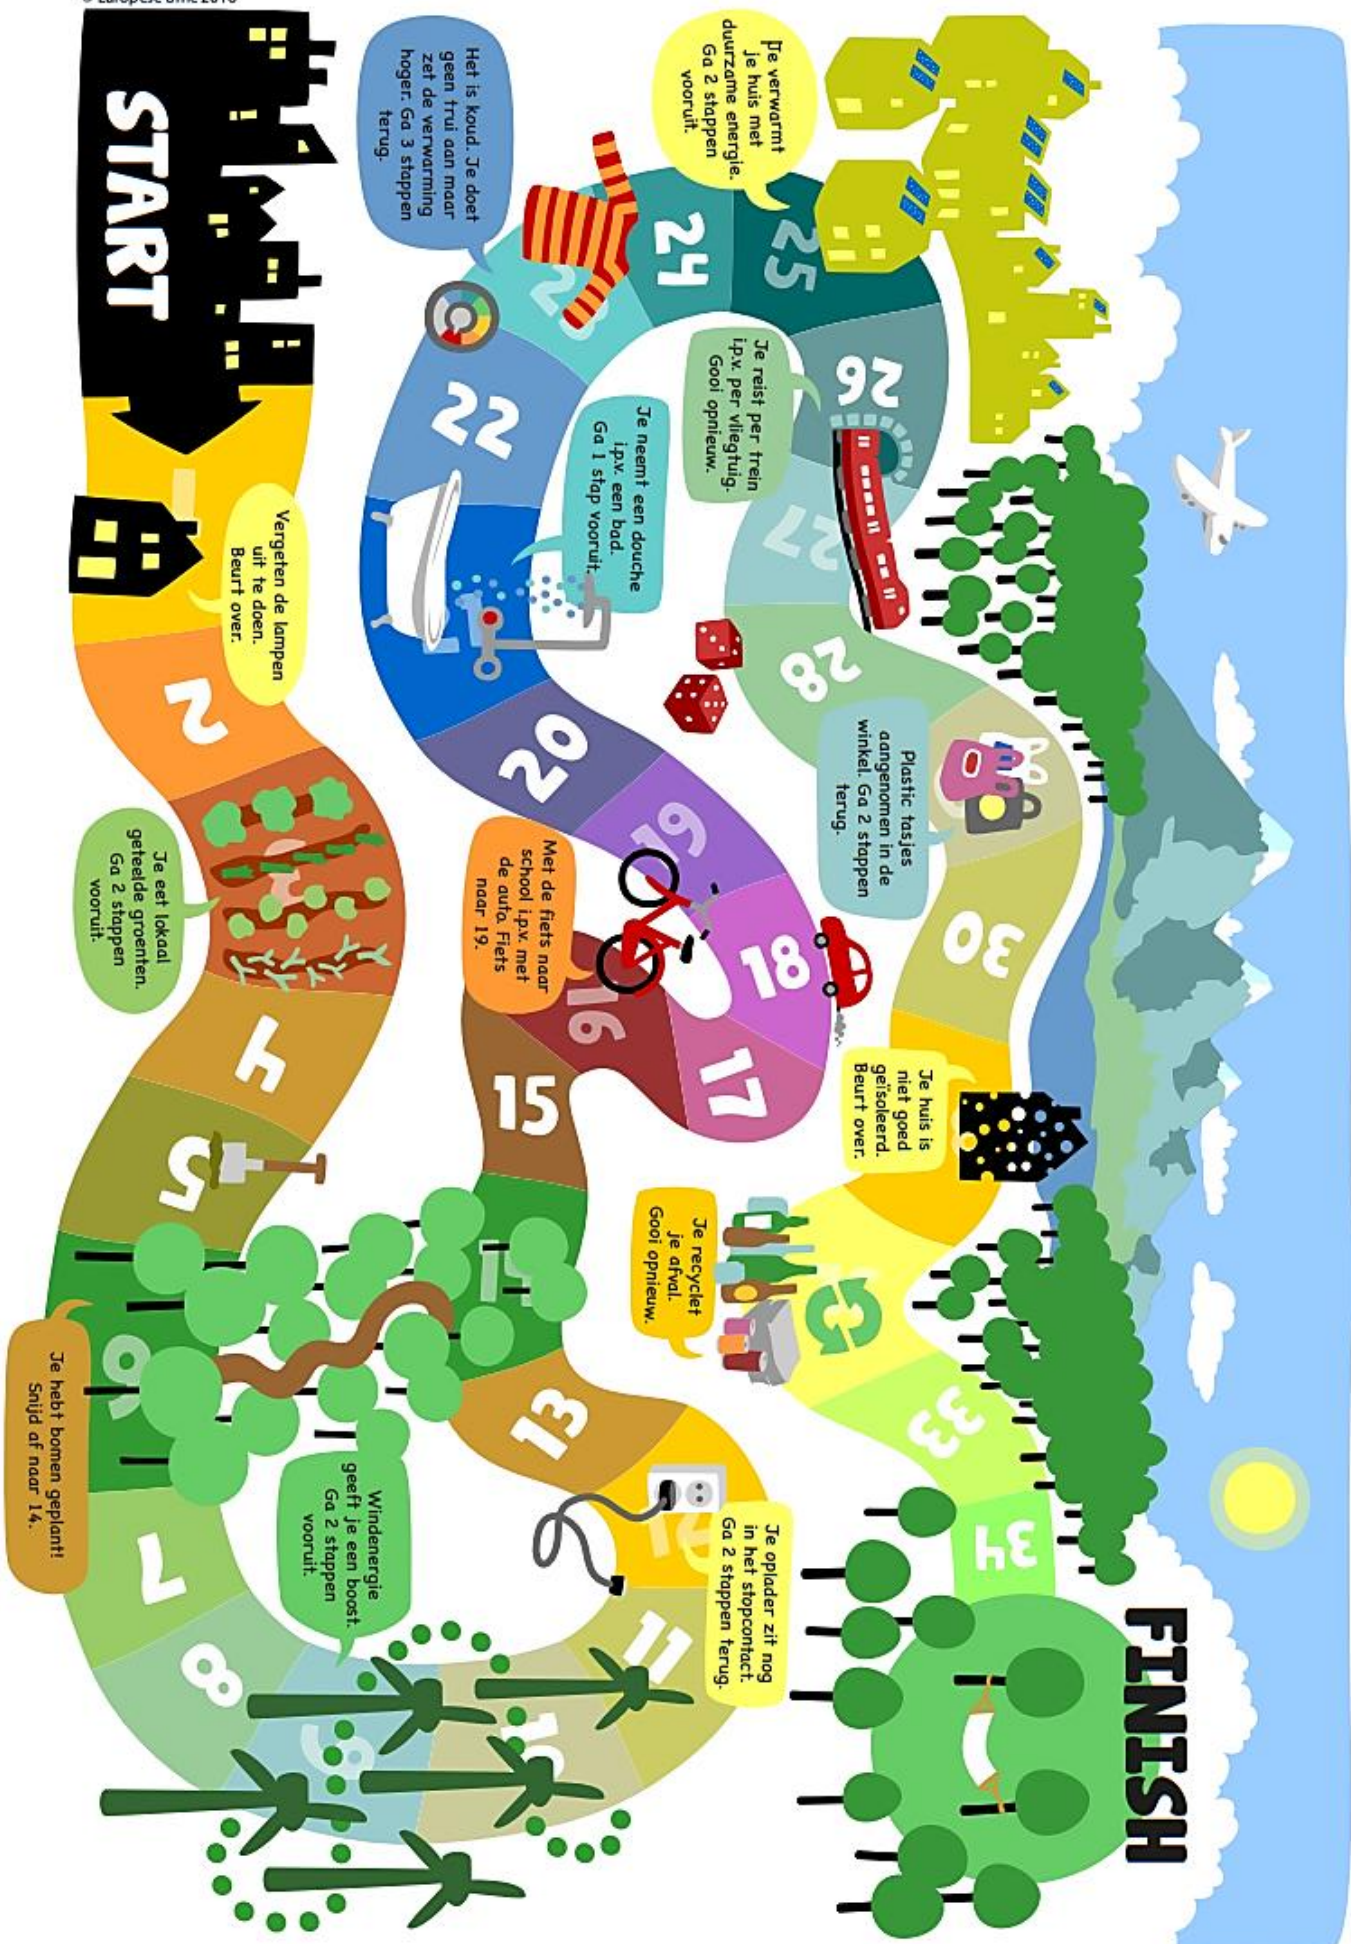 START
Vergeten de lampen
uit te doen.
Beurt over.
2
Je eet lokaal
geteelde groenten.
Ga 2 stappen
vooruit.
4
5
6
Je hebt bomen geplant!
Snijd af naar 14.
7
8
Windenergie
geeft je een boost.
Ga 2 stappen
vooruit.
9
10
11
12
Je oplader zit nog
in het stopcontact.
Ga 2 stappen terug.
13
14
15
16
Met de fiets naar
school i.p.v. met
de auto. Fiets
naar 19.
17
18
19
20
Je neemt een douche
i.p.v. een bad.
Ga 1 stap vooruit.
22
23
Het is koud. Je doet
geen trui aan maar
zet de verwarming
hoger. Ga 3 stappen
terug.
24
25
Je verwarmt
je huis met
duurzame energie.
Ga 2 stappen
vooruit.
26
Je reist per trein
i.p.v. per vliegtuig.
Gooi opnieuw.
27
28
Plastic tasjes
aangenomen in de
winkel. Ga 2 stappen
terug.
30
Je huis is
niet goed
geïsoleerd.
Beurt over.
Je recyclet
je afval.
Gooi opnieuw.
33
34
FINISH